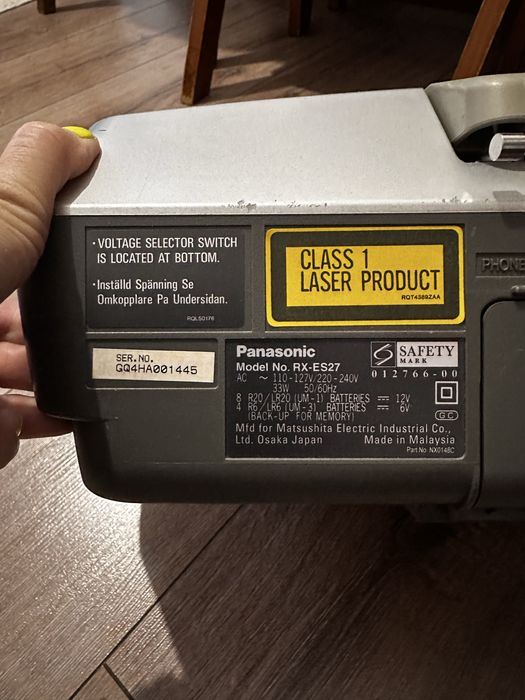 · VOLTAGE SELECTOR SWITCH
IS LOCATED AT BOTTOM.
· Inställd Spänning Se
Omkopplare Pa Undersidan.
RQLS0176
CLASS 1
LASER PRODUCT
RQT4389ZAA
PHONE
SER.NO.
GQ4HA001445
Panasonic
Model No. RX-ES27
AC ~ 110-127V/220-240V
33W 50/60Hz
8 R20/LR20 (UM-1) BATTERIES ⎓ 12V
4 R6/LR6 (UM-3) BATTERIES ⎓ 6V
(BACK-UP FOR MEMORY)
Mfd for Matsushita Electric Industrial Co.,
Ltd. Osaka Japan Made in Malaysia
Part No NX0148C
S SAFETY
MARK
012766-00
GC